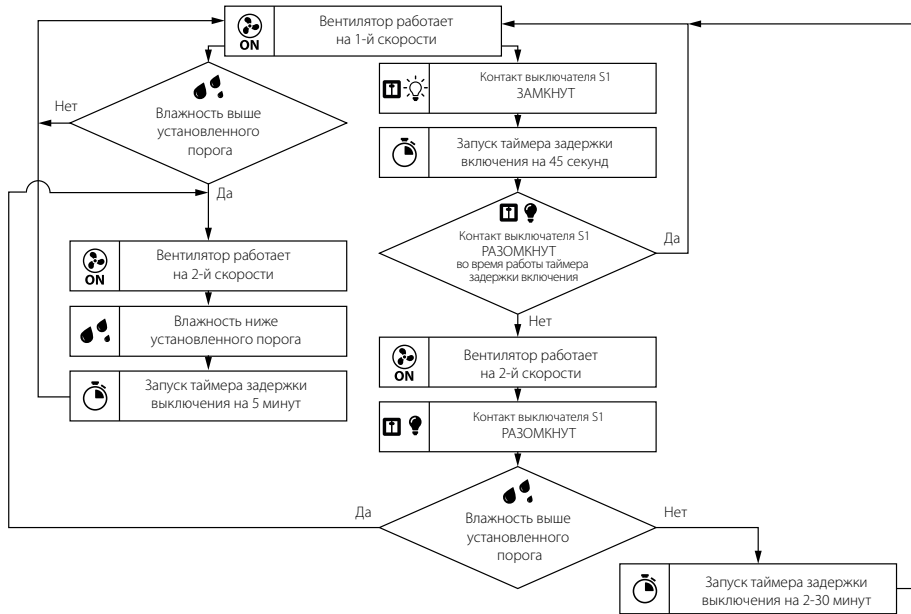 Вентилятор работает
на 1-й скорости
ON
Нет
Влажность выше
установленного
порога
Да
Вентилятор работает
на 2-й скорости
ON
Влажность ниже
установленного порога
Запуск таймера задержки
выключения на 5 минут
Контакт выключателя S1
ЗАМКНУТ
Запуск таймера задержки
включения на 45 секунд
Контакт выключателя S1
РАЗОМКНУТ
во время работы таймера
задержки включения
Да
Нет
Вентилятор работает
на 2-й скорости
ON
Контакт выключателя S1
РАЗОМКНУТ
Да
Влажность выше
установленного
порога
Нет
Запуск таймера задержки
выключения на 2-30 минут